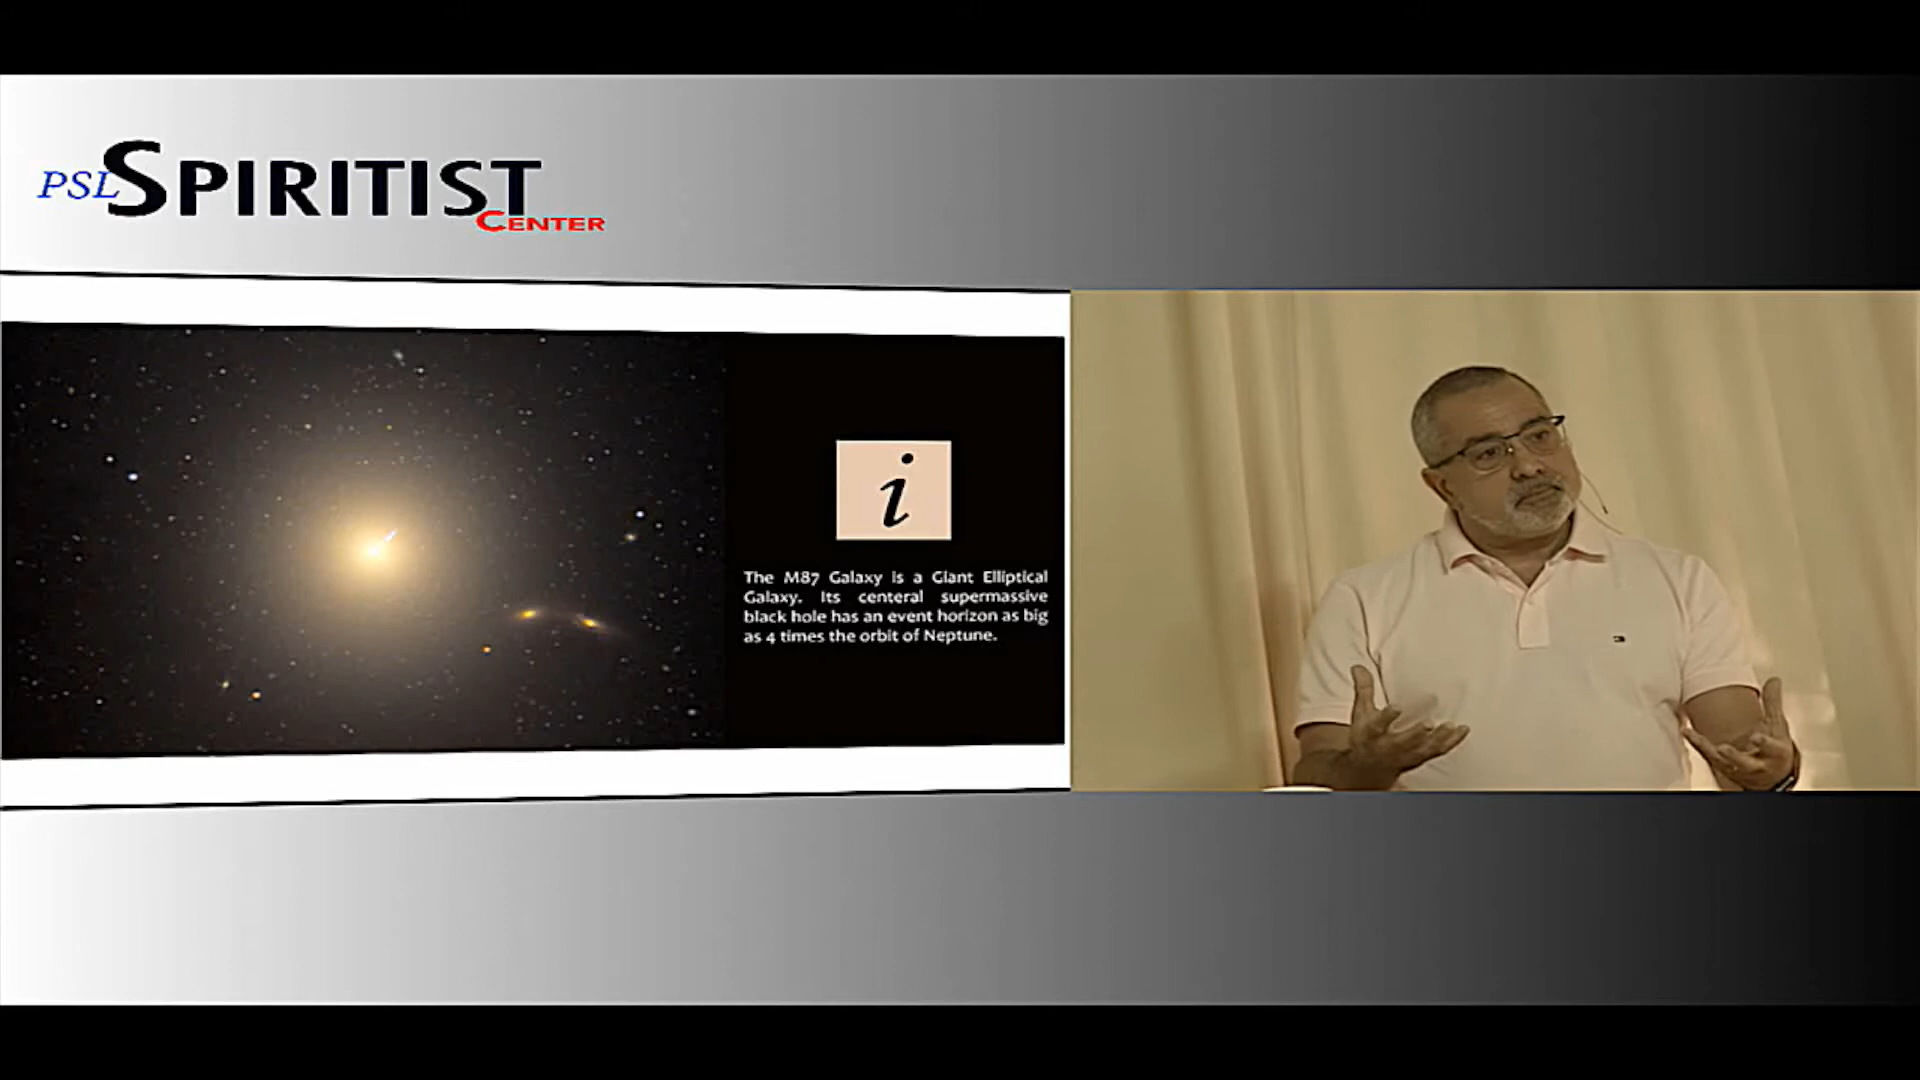 PSL SPIRITIST
CENTER
i
The M87 Galaxy is a Giant Elliptical
Galaxy. Its centeral supermassive
black hole has an event horizon as big
as 4 times the orbit of Neptune.